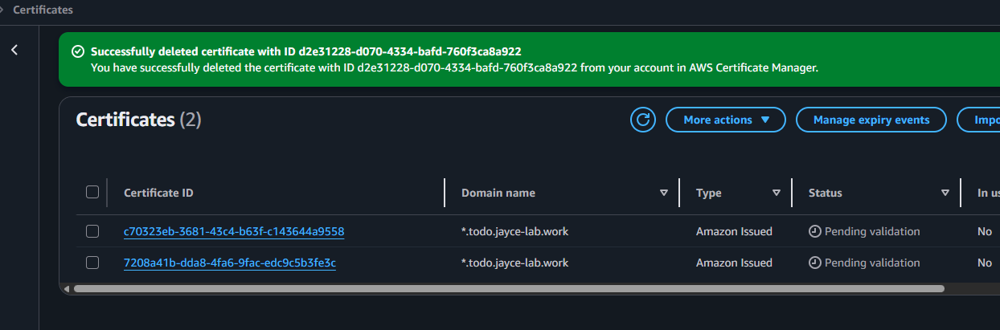 Certificates
Successfully deleted certificate with ID d2e31228-d070-4334-bafd-760f3ca8a922
You have successfully deleted the certificate with ID d2e31228-d070-4334-bafd-760f3ca8a922 from your account in AWS Certificate Manager.
Certificates (2)
More actions
Manage expiry events
Certificate ID
Domain name
Type
Status
c70323eb-3681-43c4-b63f-c143644a9558
*.todo.jayce-lab.work
Amazon Issued
Pending validation
No
7208a41b-dda8-4fa6-9fac-edc9c5b3fe3c
*.todo.jayce-lab.work
Amazon Issued
Pending validation
No